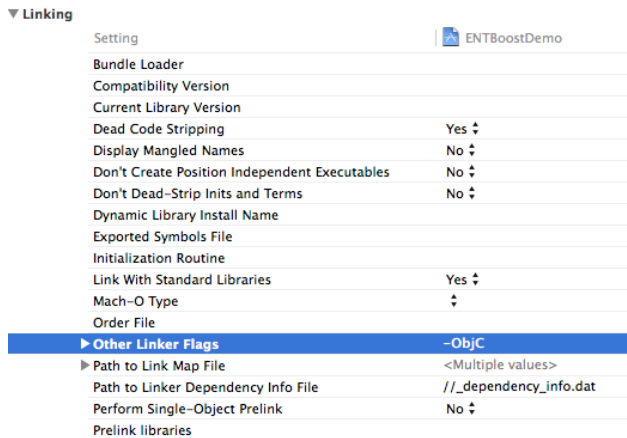 Linking
Setting ENTBoostDemo
Bundle Loader
Compatibility Version
Current Library Version
Dead Code Stripping Yes
Display Mangled Names No
Don't Create Position Independent Executables No
Don't Dead-Strip Inits and Terms No
Dynamic Library Install Name
Exported Symbols File
Initialization Routine
Link With Standard Libraries Yes
Mach-O Type
Order File
Other Linker Flags -ObjC
Path to Link Map File <Multiple values>
Path to Linker Dependency Info File //_dependency_info.dat
Perform Single-Object Prelink No
Prelink libraries